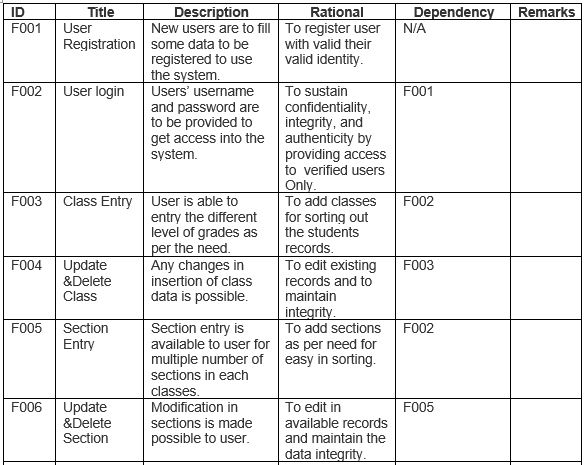 ID Title Description Rational Dependency Remarks
F001 User Registration New users are to fill some data to be registered to use the system. To register user with valid their valid identity. N/A
F002 User login Users' username and password are to be provided to get access into the system. To sustain confidentiality, integrity, and authenticity by providing access to verified users Only. F001
F003 Class Entry User is able to entry the different level of grades as per the need. To add classes for sorting out the students records. F002
F004 Update &Delete Class Any changes in insertion of class data is possible. To edit existing records and to maintain integrity. F003
F005 Section Entry Section entry is available to user for multiple number of sections in each classes. To add sections as per need for easy in sorting. F002
F006 Update &Delete Section Modification in sections is made possible to user. To edit in available records and maintain the data integrity. F005